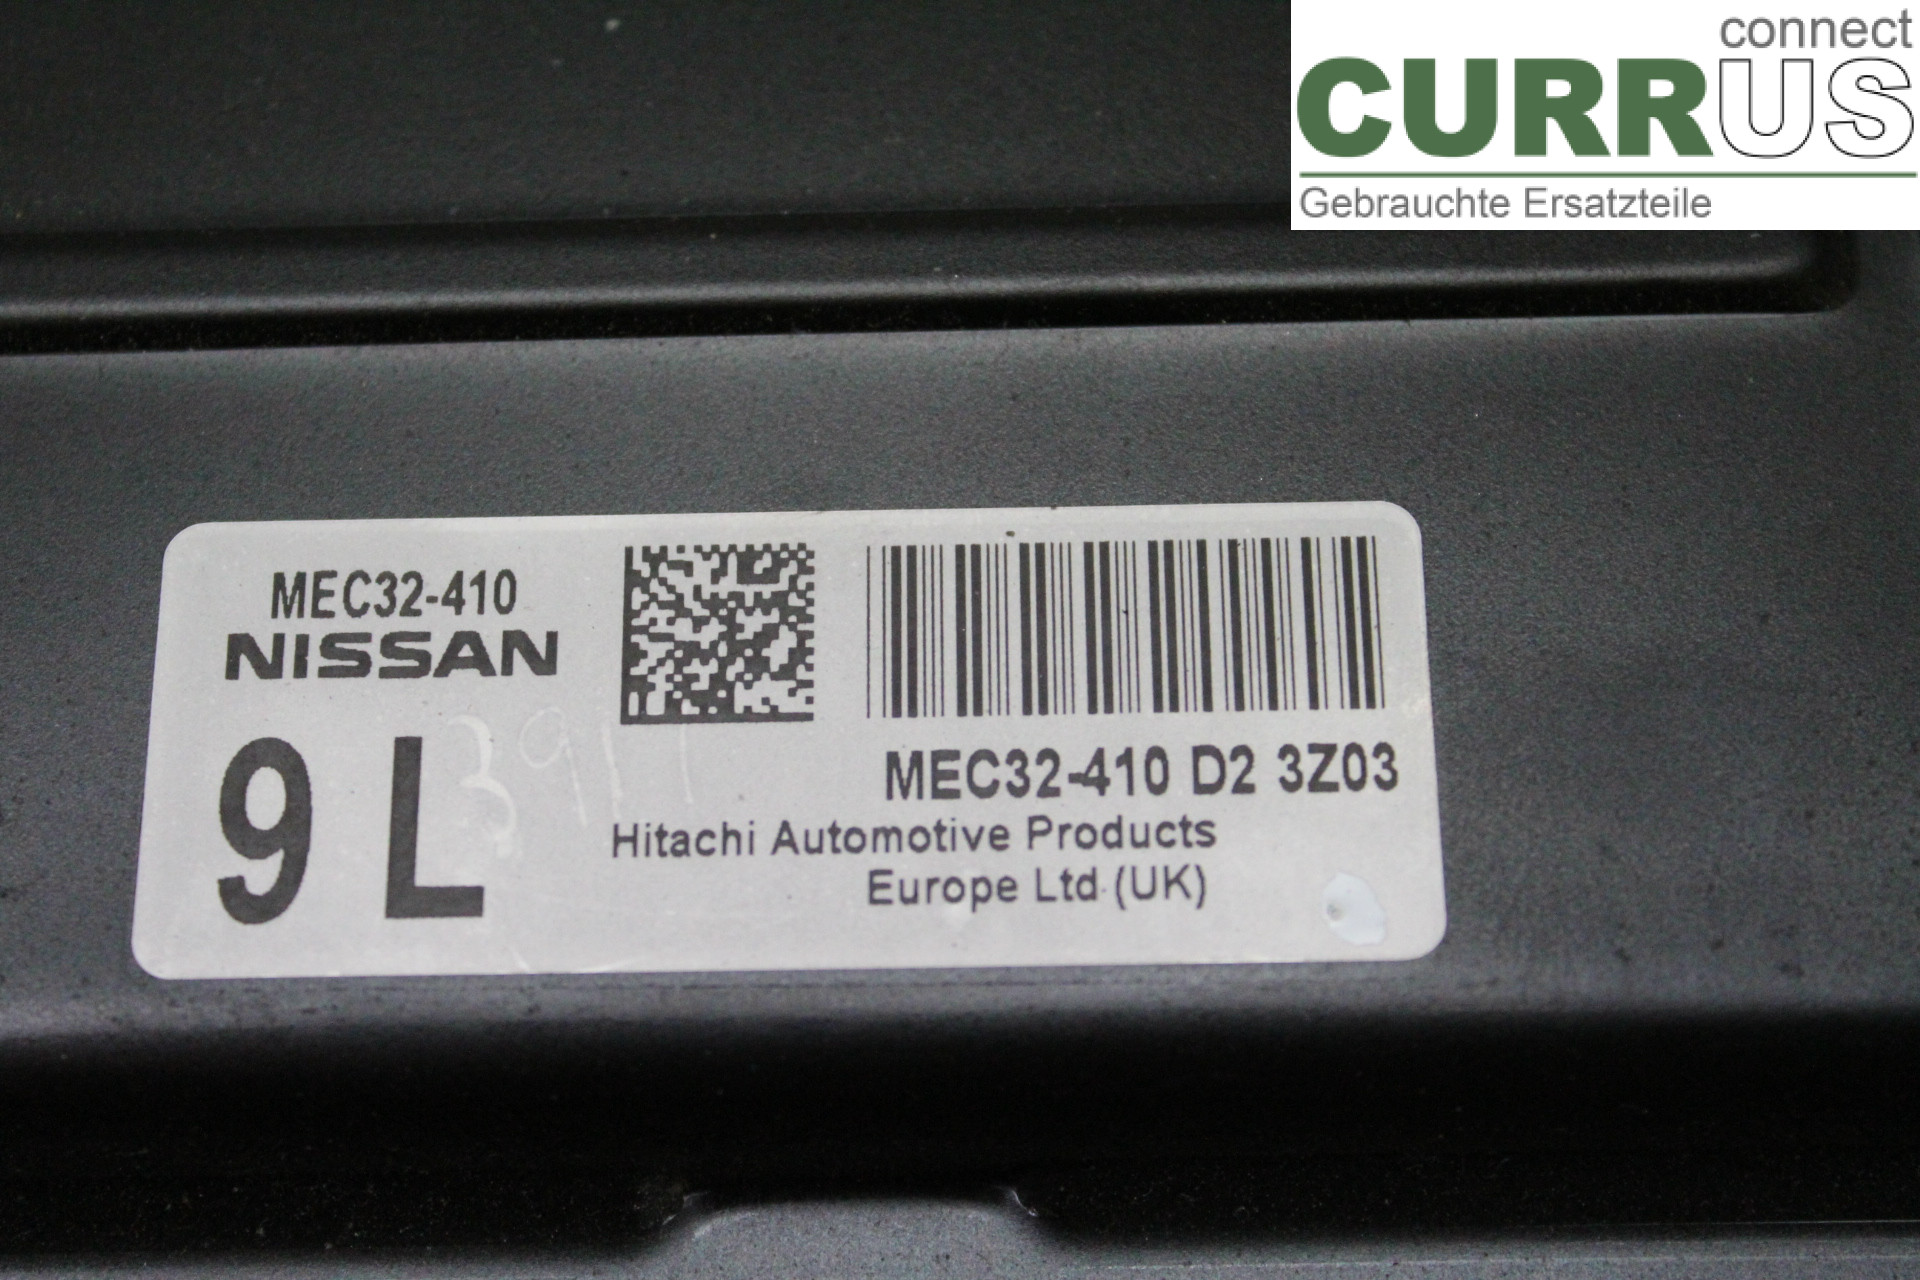 connect
CURRUS
Gebrauchte Ersatzteile
MEC32-410
NISSAN
9 L
MEC32-410 D2 3Z03
Hitachi Automotive Products
Europe Ltd (UK)